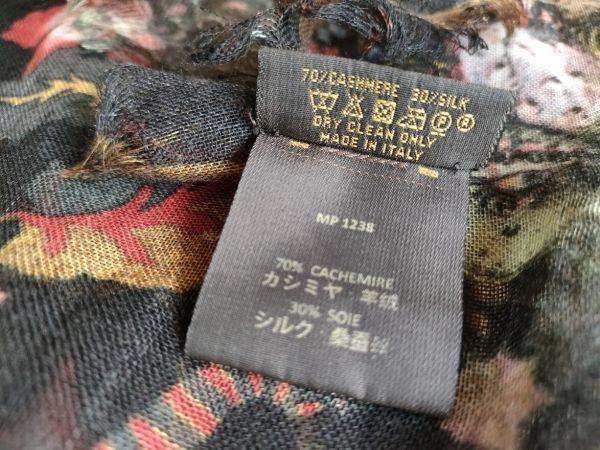 70/CASHMERE 30/SILK
Ⓟ®
DRY CLEAN ONLY
MADE IN ITALY
MP 1238
70% CACHEMIRE
カシミヤ 羊绒
30% SOIE
シルク 桑蚕丝